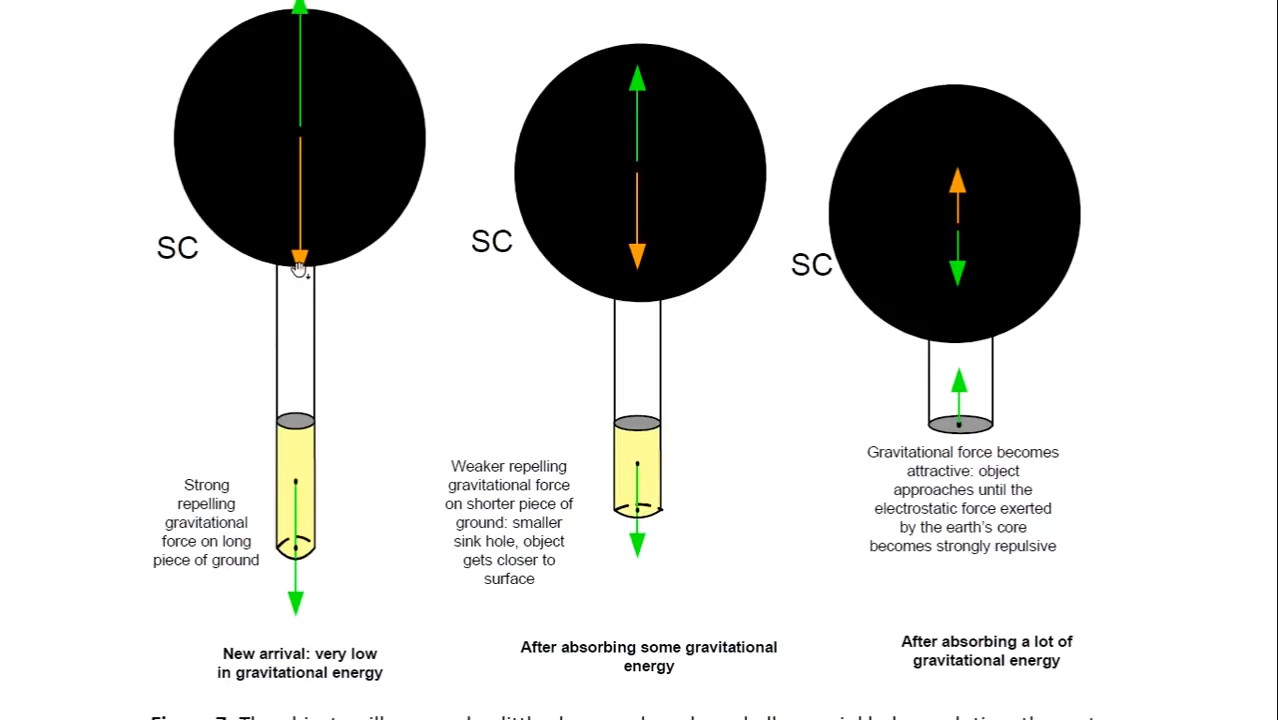 SC
SC
SC
Strong
repelling
gravitational
force on long
piece of ground
Weaker repelling
gravitational force
on shorter piece of
ground: smaller
sink hole, object
gets closer to
surface
Gravitational force becomes
attractive: object
approaches until the
electrostatic force exerted
by the earth's core
becomes strongly repulsive
New arrival: very low
in gravitational energy
After absorbing some gravitational
energy
After absorbing a lot of
gravitational energy